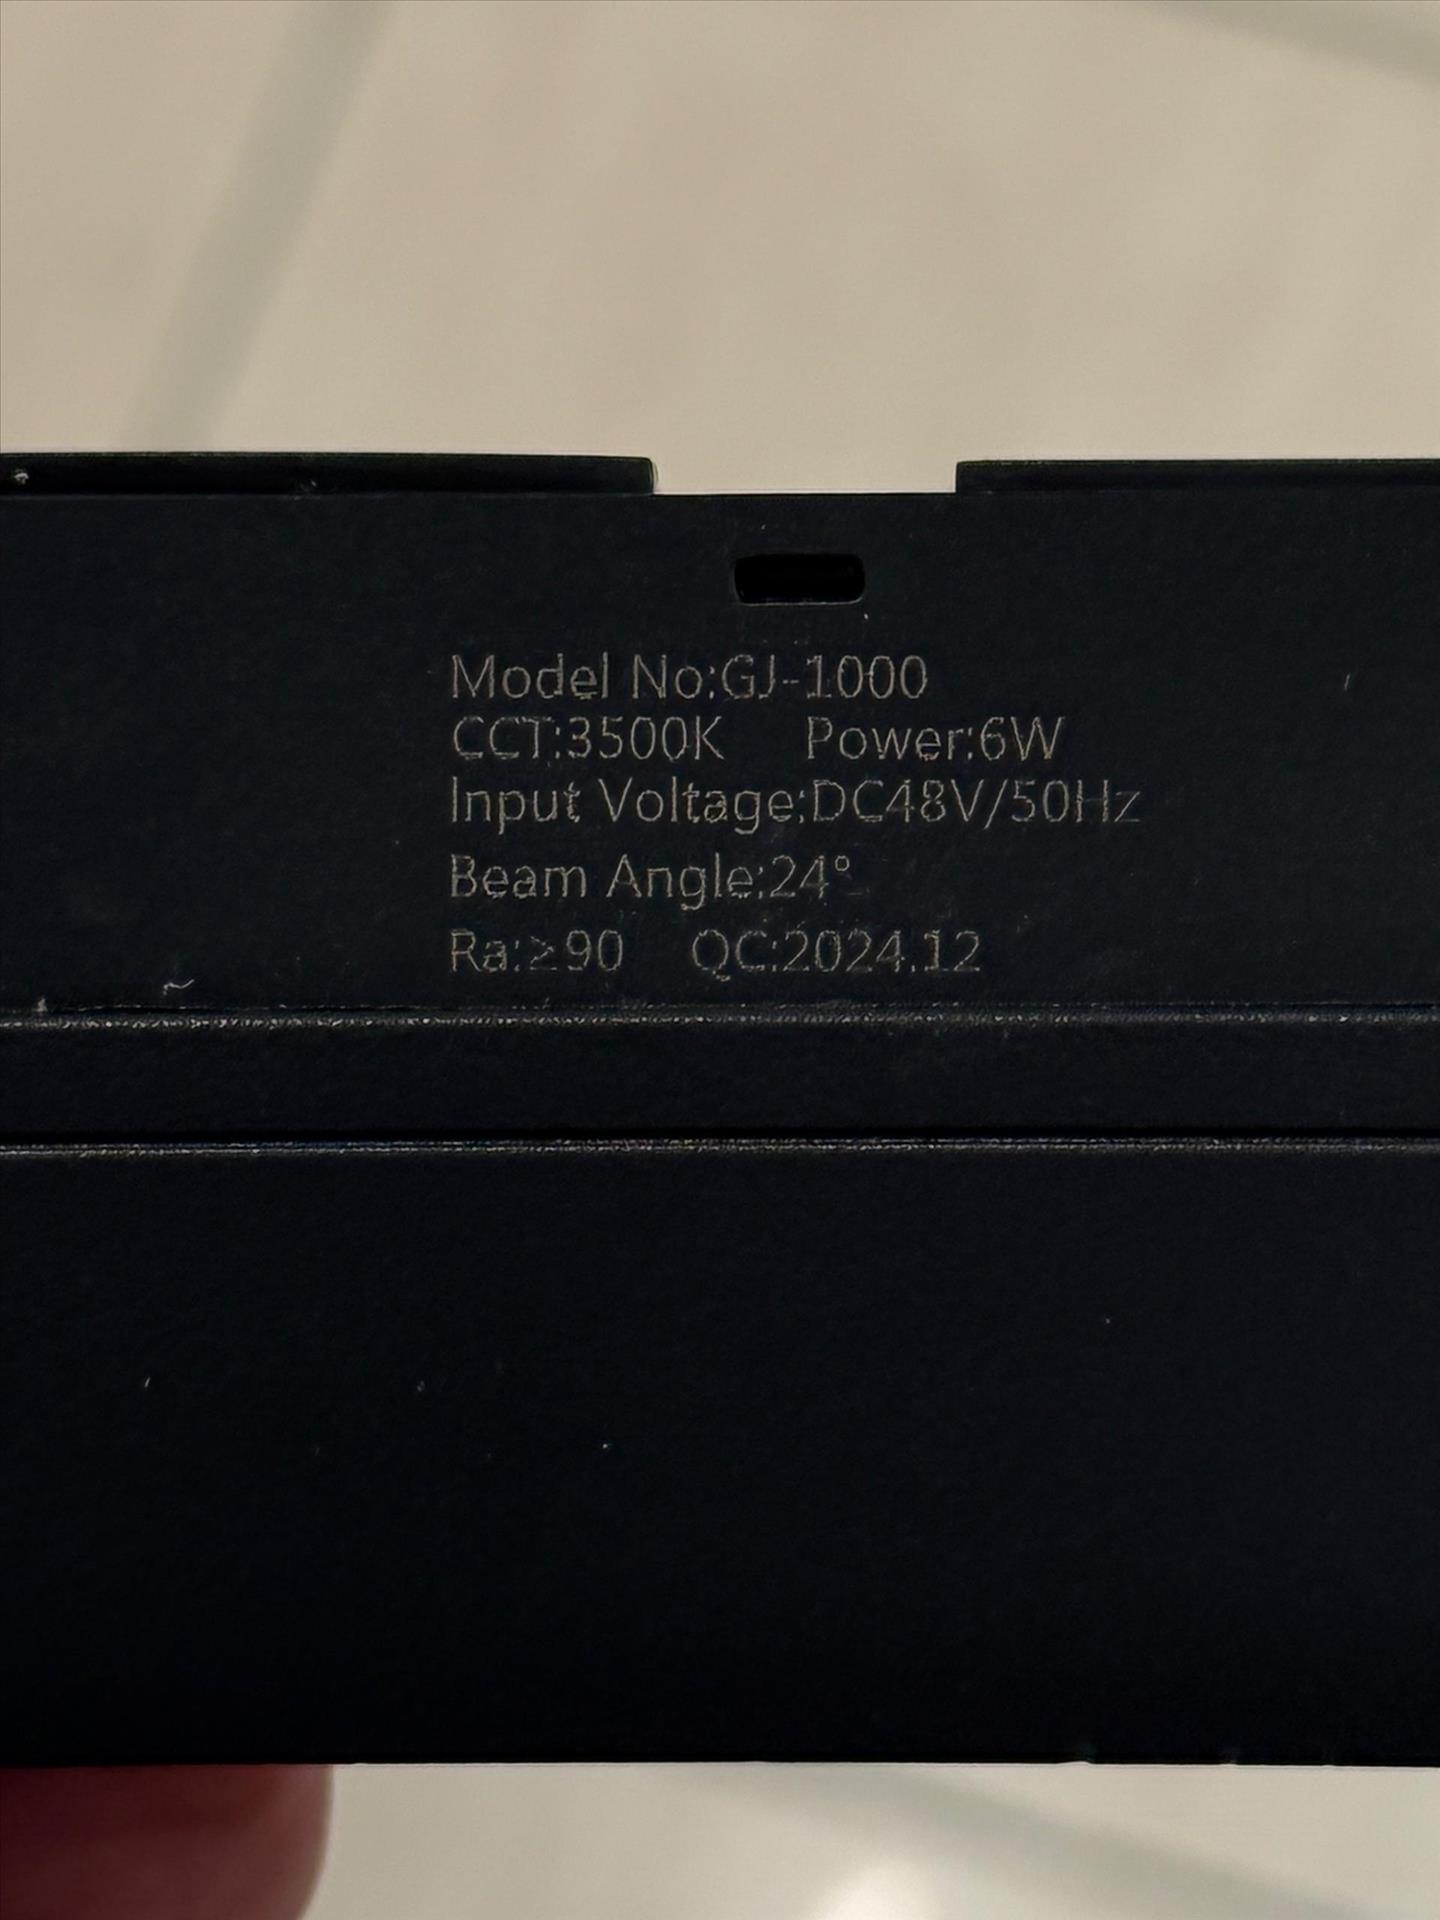 Model No:GJ-1000
CCT:3500K Power:6W
Input Voltage:DC48V/50Hz
Beam Angle:24°
Ra:≥90 QC:2024.12